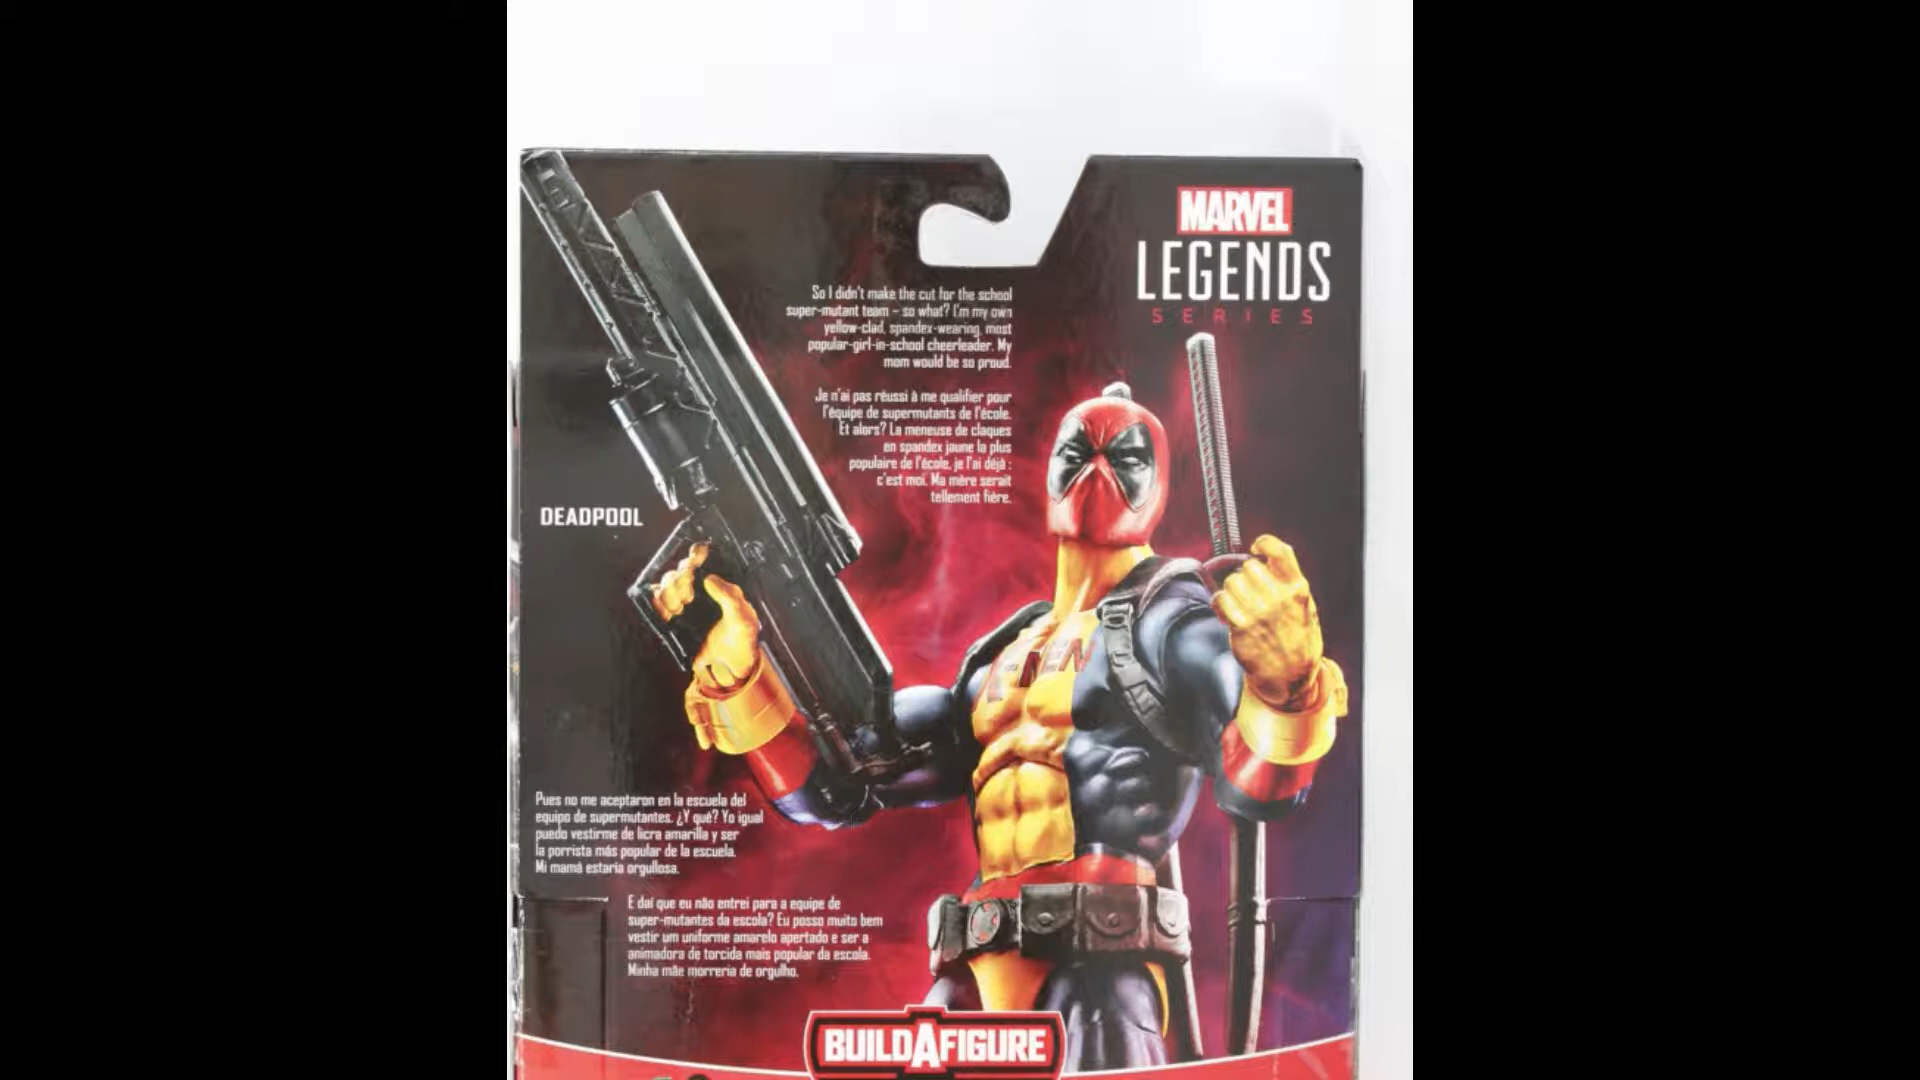 MARVEL
LEGENDS
SERIES
So I didn't make the cut for the school
super-mutant team – so what? I'm my own
yellow-clad, spandex-wearing, most
popular-girl-in-school cheerleader. My
mom would be so proud.
Je n'ai pas réussi à me qualifier pour
l'équipe de supermutants de l'école.
Et alors? La meneuse de claques
en spandex jaune la plus
populaire de l'école, je l'ai déjà :
c'est moi. Ma mère serait
tellement fière.
DEADPOOL
Pues no me aceptaron en la escuela del
equipo de supermutantes. ¿Y qué? Yo igual
puedo vestirme de licra amarilla y ser
la porrista más popular de la escuela.
Mi mamá estaría orgullosa.
E daí que eu não entrei para a equipe de
super-mutantes da escola? Eu posso muito bem
vestir um uniforme amarelo apertado e ser a
animadora de torcida mais popular da escola.
Minha mãe morreria de orgulho.
BUILDAFIGURE